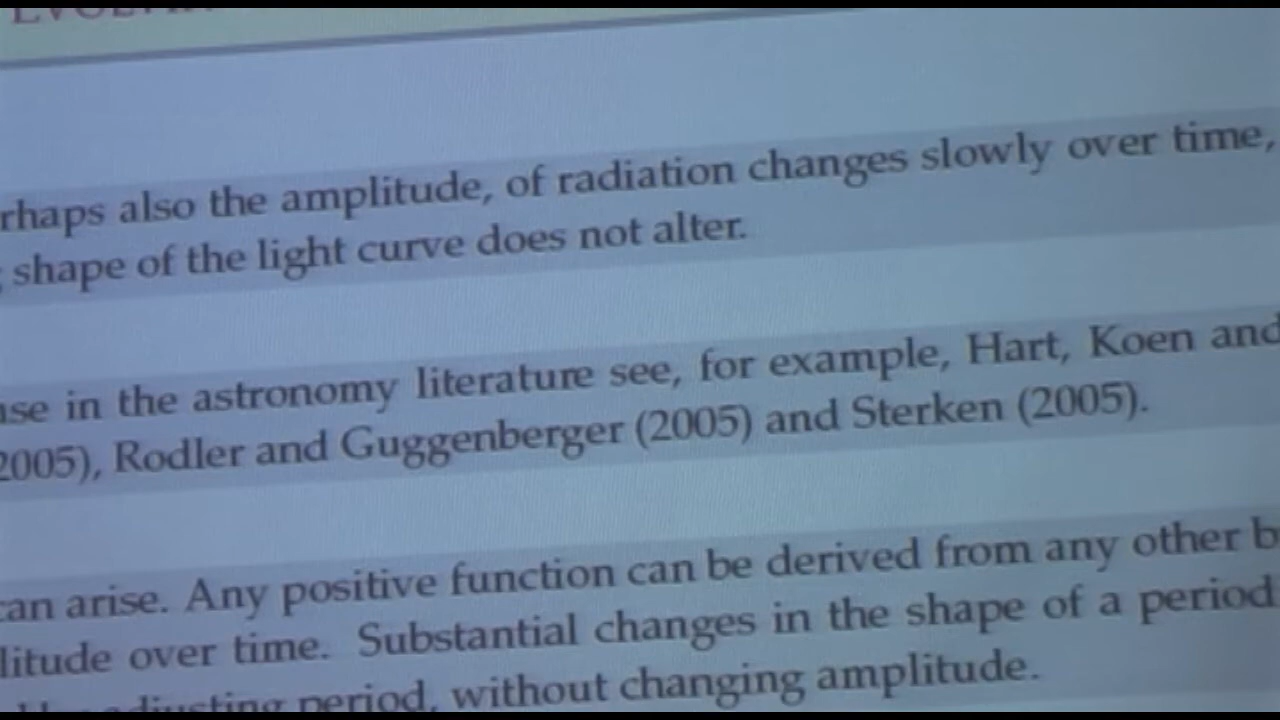 rhaps also the amplitude, of radiation changes slowly over time,
shape of the light curve does not alter.
se in the astronomy literature see, for example, Hart, Koen and
2005), Rodler and Guggenberger (2005) and Sterken (2005).
can arise. Any positive function can be derived from any other b
litude over time. Substantial changes in the shape of a period
adjusting period, without changing amplitude.